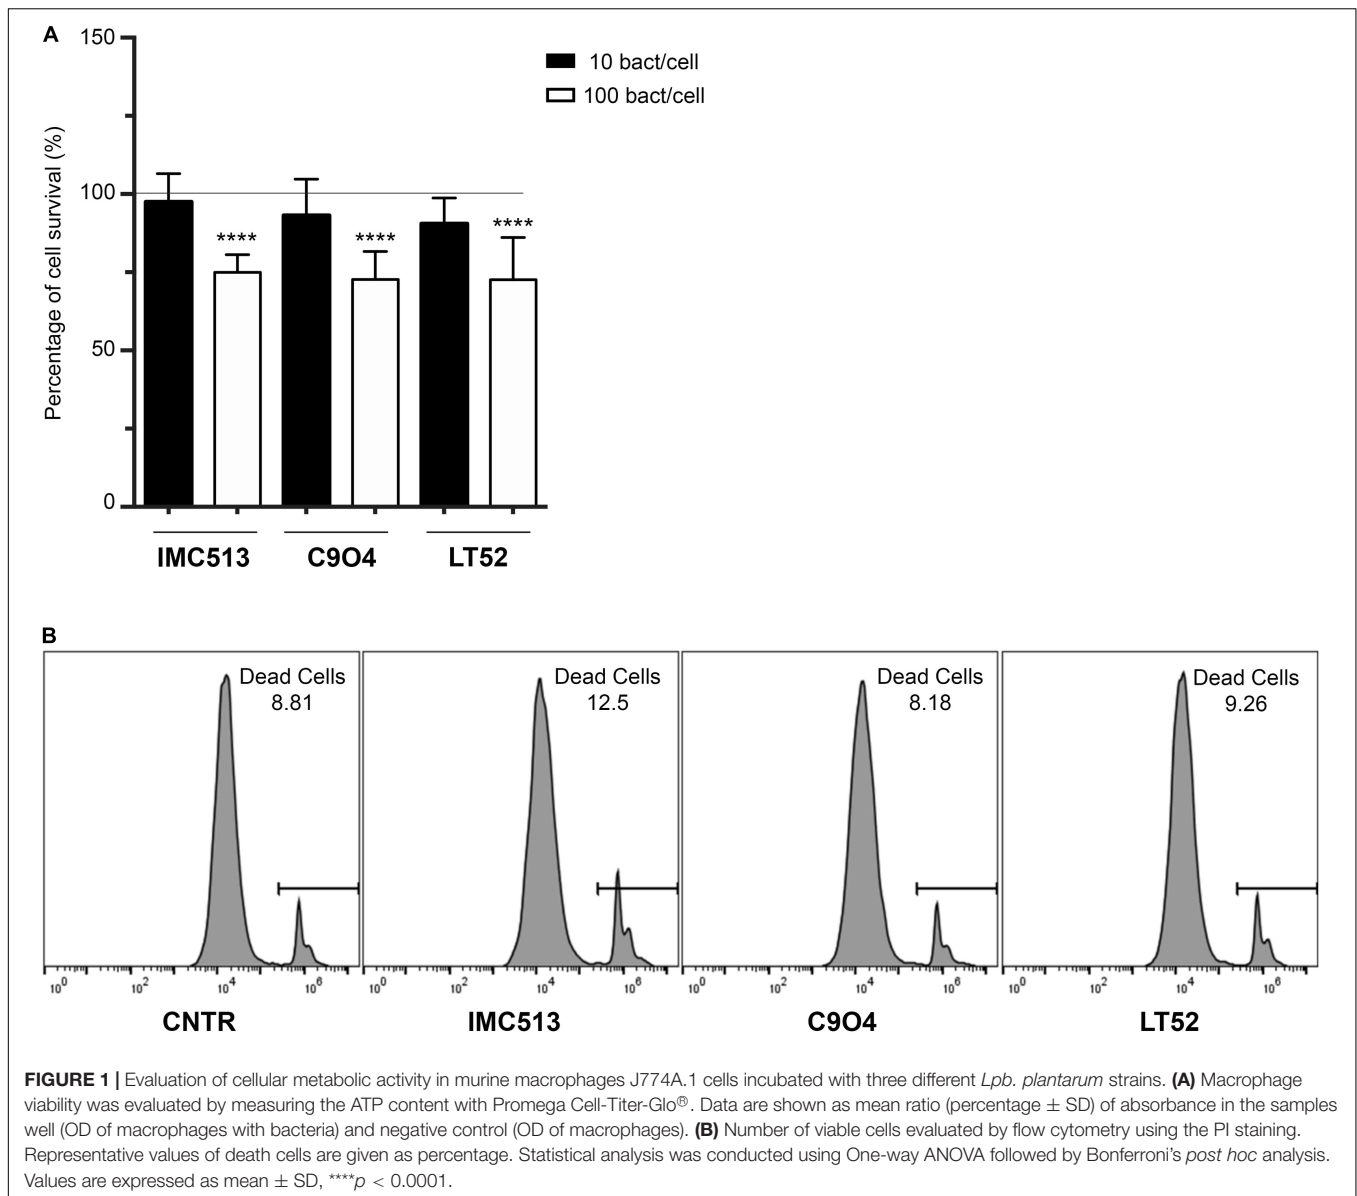 A
150
100
50
0
Percentage of cell survival (%)
10 bact/cell
100 bact/cell
****
****
****
IMC513 C9O4 LT52
B
Dead Cells
8.81
Dead Cells
12.5
Dead Cells
8.18
Dead Cells
9.26
10⁰ 10² 10⁴ 10⁶
10⁰ 10² 10⁴ 10⁶
10⁰ 10² 10⁴ 10⁶
10⁰ 10² 10⁴ 10⁶
CNTR IMC513 C9O4 LT52
FIGURE 1 | Evaluation of cellular metabolic activity in murine macrophages J774A.1 cells incubated with three different Lpb. plantarum strains. (A) Macrophage
viability was evaluated by measuring the ATP content with Promega Cell-Titer-Glo®. Data are shown as mean ratio (percentage ± SD) of absorbance in the samples
well (OD of macrophages with bacteria) and negative control (OD of macrophages). (B) Number of viable cells evaluated by flow cytometry using the PI staining.
Representative values of death cells are given as percentage. Statistical analysis was conducted using One-way ANOVA followed by Bonferroni's post hoc analysis.
Values are expressed as mean ± SD, ****p < 0.0001.